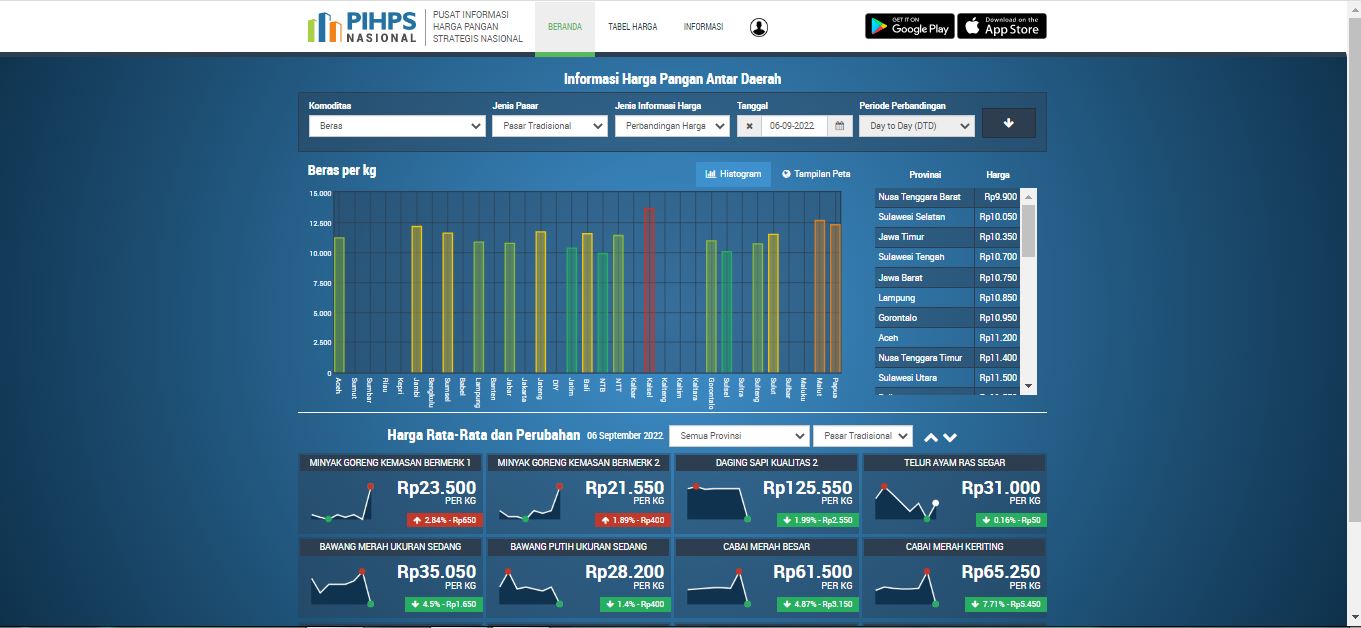 PIHPS
NASIONAL
PUSAT INFORMASI
HARGA PANGAN
STRATEGIS NASIONAL
BERANDA
TABEL HARGA
INFORMASI
GET IT ON
Google Play
Download on the
App Store
Informasi Harga Pangan Antar Daerah
Komoditas
Jenis Pasar
Jenis Informasi Harga
Tanggal
Periode Perbandingan
Beras
Pasar Tradisional
Perbandingan Harga
06-09-2022
Day to Day (DTD)
Beras per kg
Histogram
Tampilan Peta
15.000
12.500
10.000
7.500
5.000
2.500
0
Aceh
Sumut
Sumbar
Riau
Kepri
Jambi
Bengkulu
Sumsel
Babel
Lampung
Banten
Jabar
Jakarta
Jateng
DIY
Jatim
Bali
NTB
NTT
Kalbar
Kalsel
Kalteng
Kaltim
Kaltara
Gorontalo
Sulsel
Sultra
Sulteng
Sulut
Sulbar
Maluku
Malut
Papua
Provinsi Harga
Nusa Tenggara Barat Rp9.900
Sulawesi Selatan Rp10.050
Jawa Timur Rp10.350
Sulawesi Tengah Rp10.700
Jawa Barat Rp10.750
Lampung Rp10.850
Gorontalo Rp10.950
Aceh Rp11.200
Nusa Tenggara Timur Rp11.400
Sulawesi Utara Rp11.500
Harga Rata-Rata dan Perubahan 06 September 2022
Semua Provinsi
Pasar Tradisional
MINYAK GORENG KEMASAN BERMERK 1
Rp23.500
PER KG
2.84% - Rp650
MINYAK GORENG KEMASAN BERMERK 2
Rp21.550
PER KG
1.89% - Rp400
DAGING SAPI KUALITAS 2
Rp125.550
PER KG
1.99% - Rp2.550
TELUR AYAM RAS SEGAR
Rp31.000
PER KG
0.16% - Rp50
BAWANG MERAH UKURAN SEDANG
Rp35.050
PER KG
4.5% - Rp1.650
BAWANG PUTIH UKURAN SEDANG
Rp28.200
PER KG
1.4% - Rp400
CABAI MERAH BESAR
Rp61.500
PER KG
4.87% - Rp3.150
CABAI MERAH KERITING
Rp65.250
PER KG
7.71% - Rp5.450